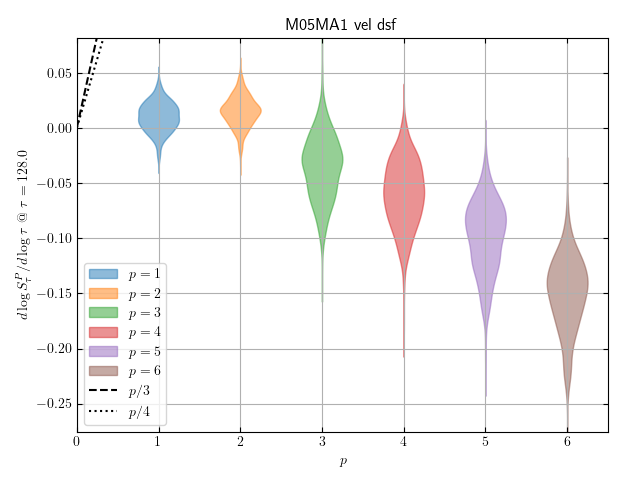 M05MA1 vel dsf
d log S_τ^P / d log τ @ τ = 128.0
0.05
0.00
−0.05
−0.10
−0.15
−0.20
−0.25
p = 1
p = 2
p = 3
p = 4
p = 5
p = 6
p/3
p/4
0 1 2 3 4 5 6
p